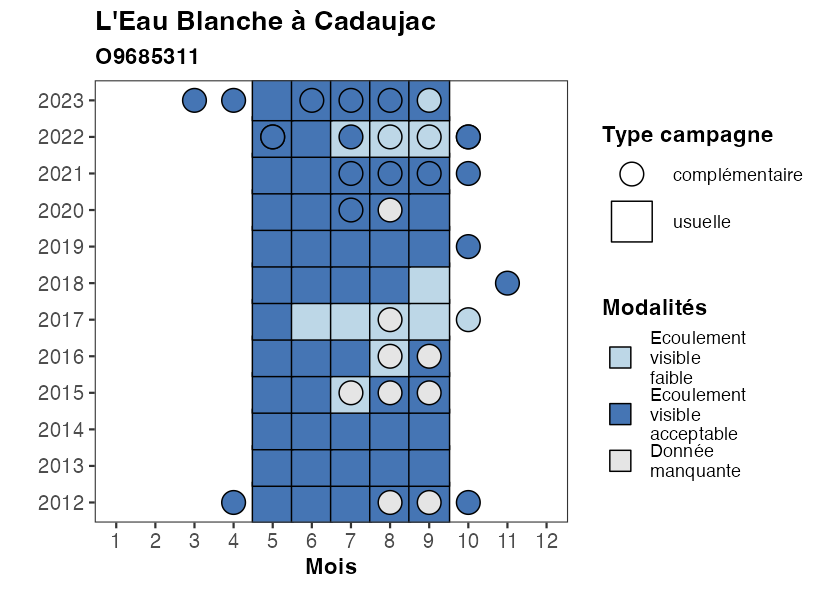 L'Eau Blanche à Cadaujac
O9685311
2023
2022
2021
2020
2019
2018
2017
2016
2015
2014
2013
2012
1 2 3 4 5 6 7 8 9 10 11 12
Mois
Type campagne
complémentaire
usuelle
Modalités
Ecoulement
visible
faible
Ecoulement
visible
acceptable
Donnée
manquante